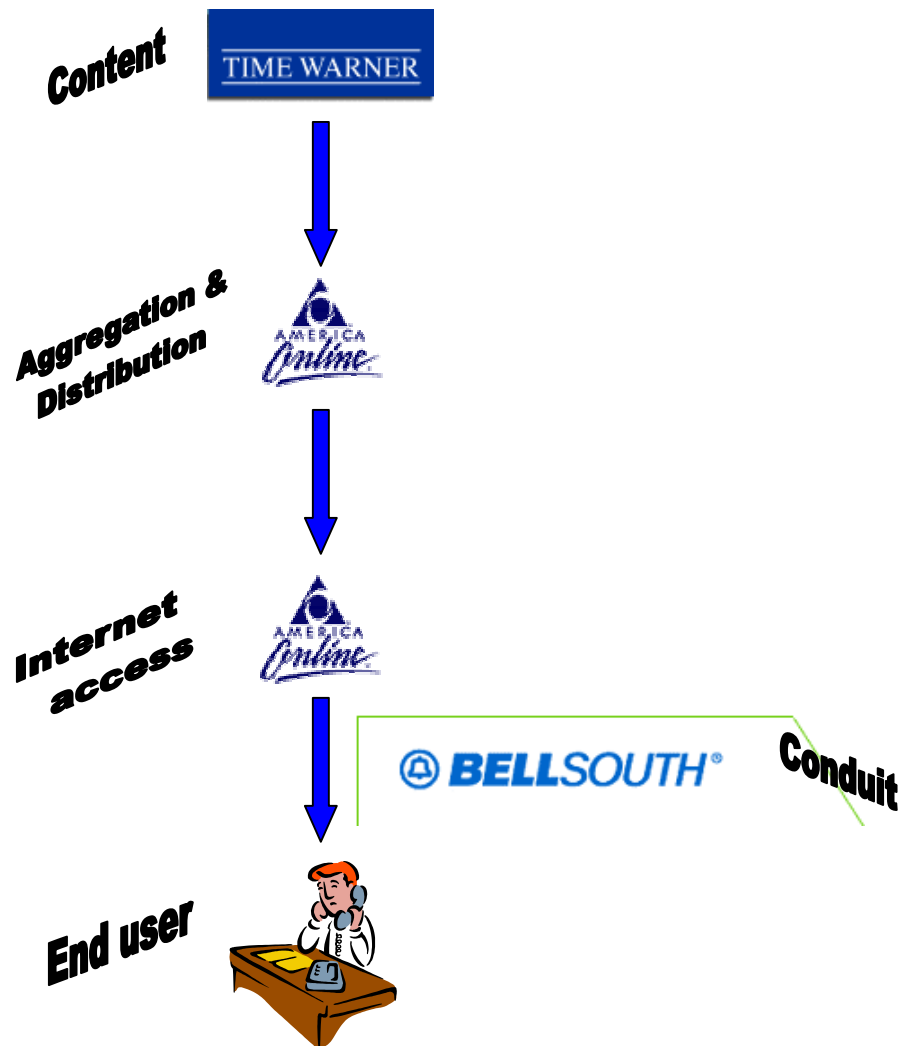 Content
TIME WARNER
Aggregation &
Distribution
AMERICA
Online
Internet
access
AMERICA
Online
BELLSOUTH®
Conduit
End user